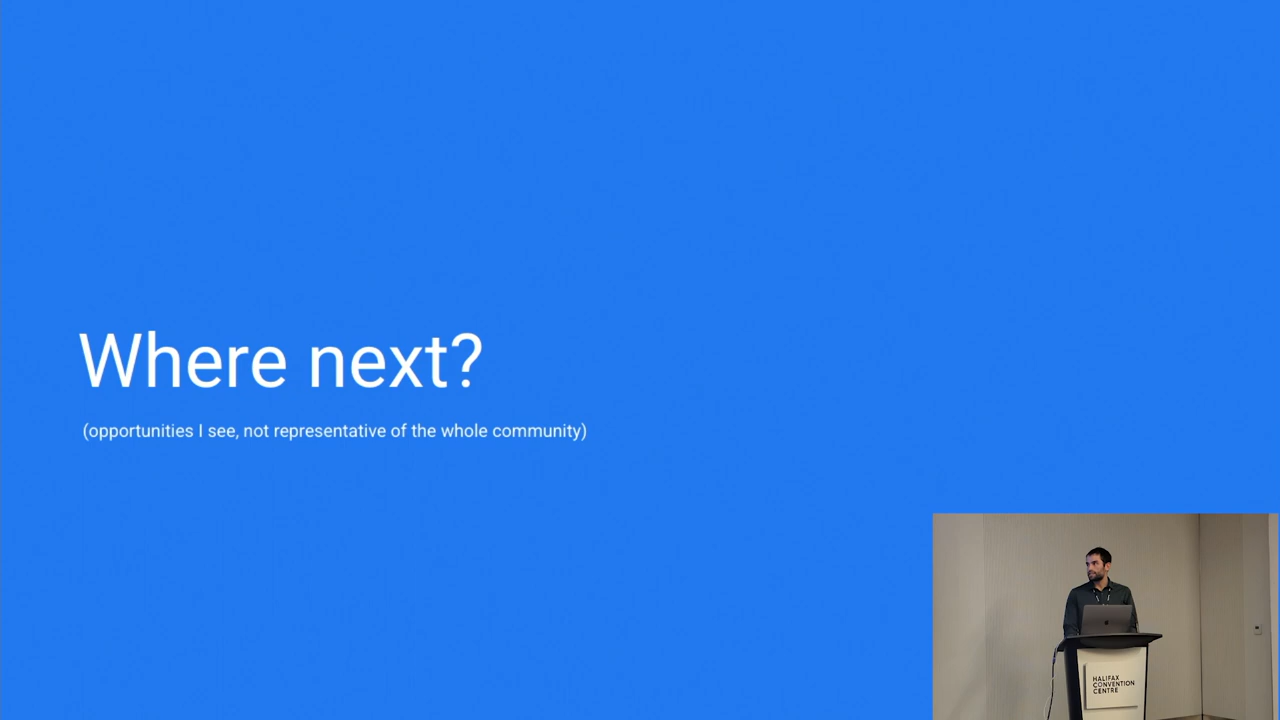 Where next?
(opportunities I see, not representative of the whole community)
HALIFAX
CONVENTION
CENTRE